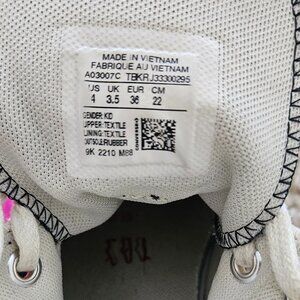 MADE IN VIETNAM
FABRIQUE AU VIETNAM
A03007C TBKRJ33300295
US UK EUR CM
4 3.5 36 22
GENDER: KID
UPPER: TEXTILE
LINING: TEXTILE
OUTSOLE: RUBBER
9K 2210 M88